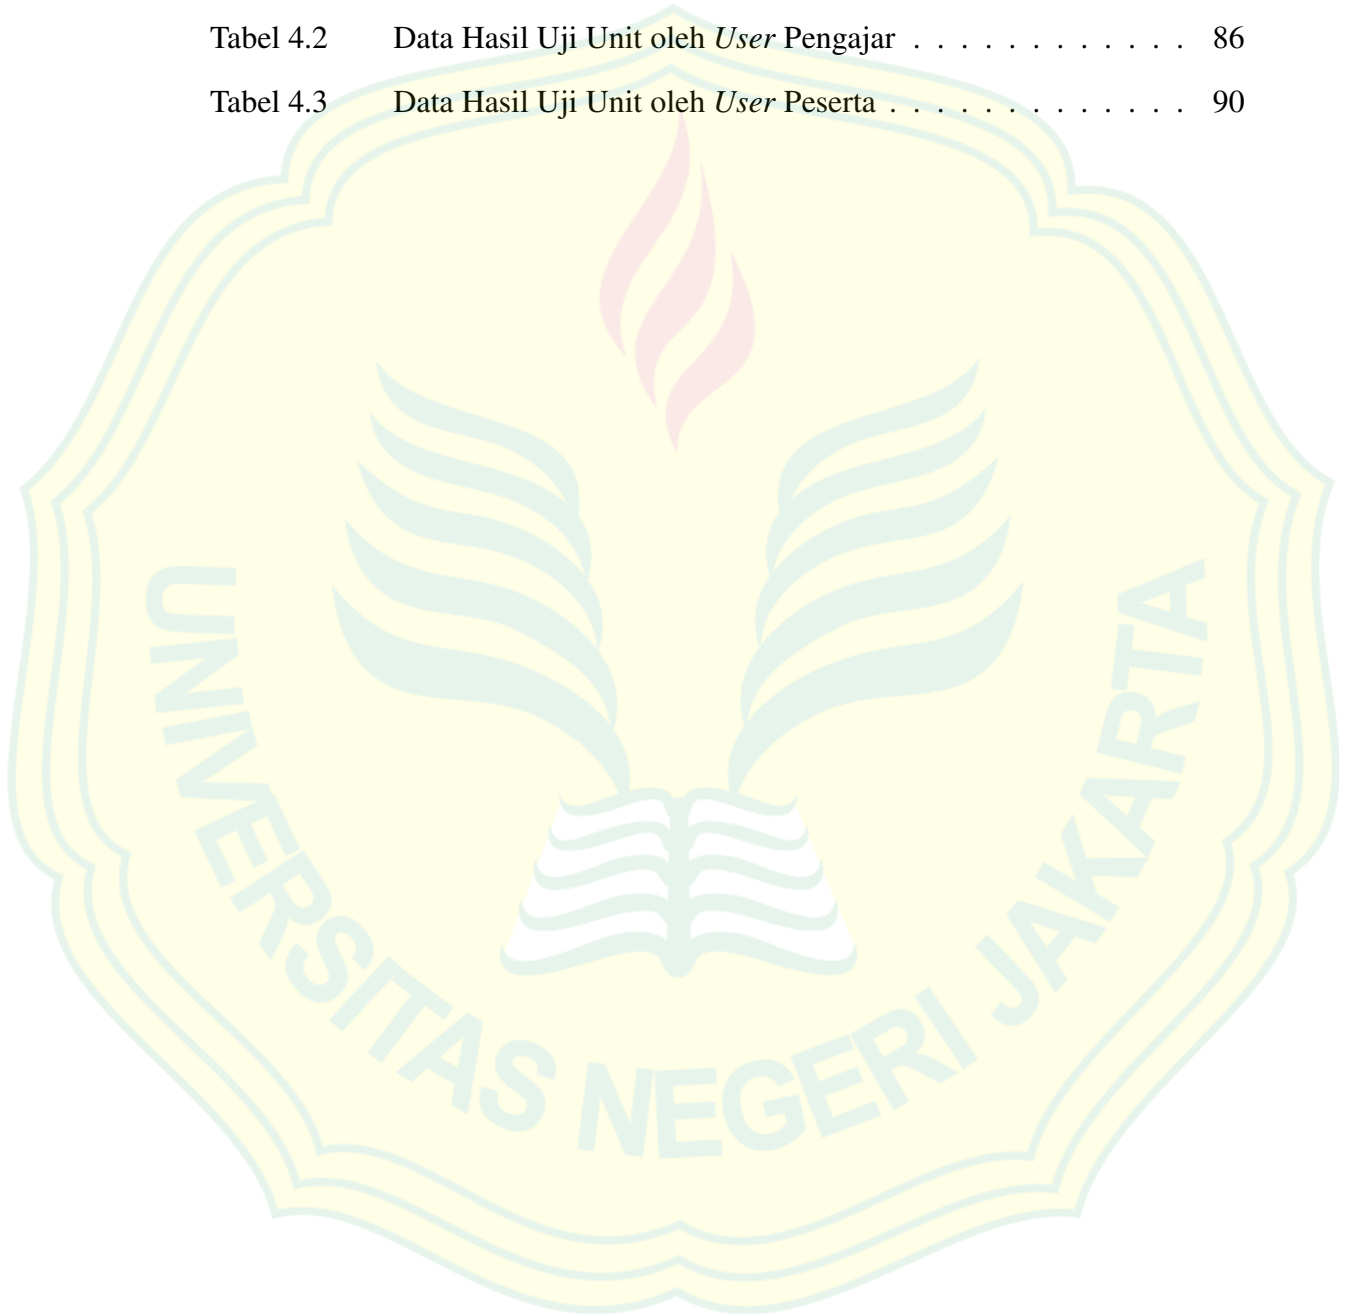 Tabel 4.2 Data Hasil Uji Unit oleh User Pengajar . . . . . . . . . . . . 86
Tabel 4.3 Data Hasil Uji Unit oleh User Peserta . . . . . . . . . . . . . 90
UNIVERSITAS NEGERI JAKARTA